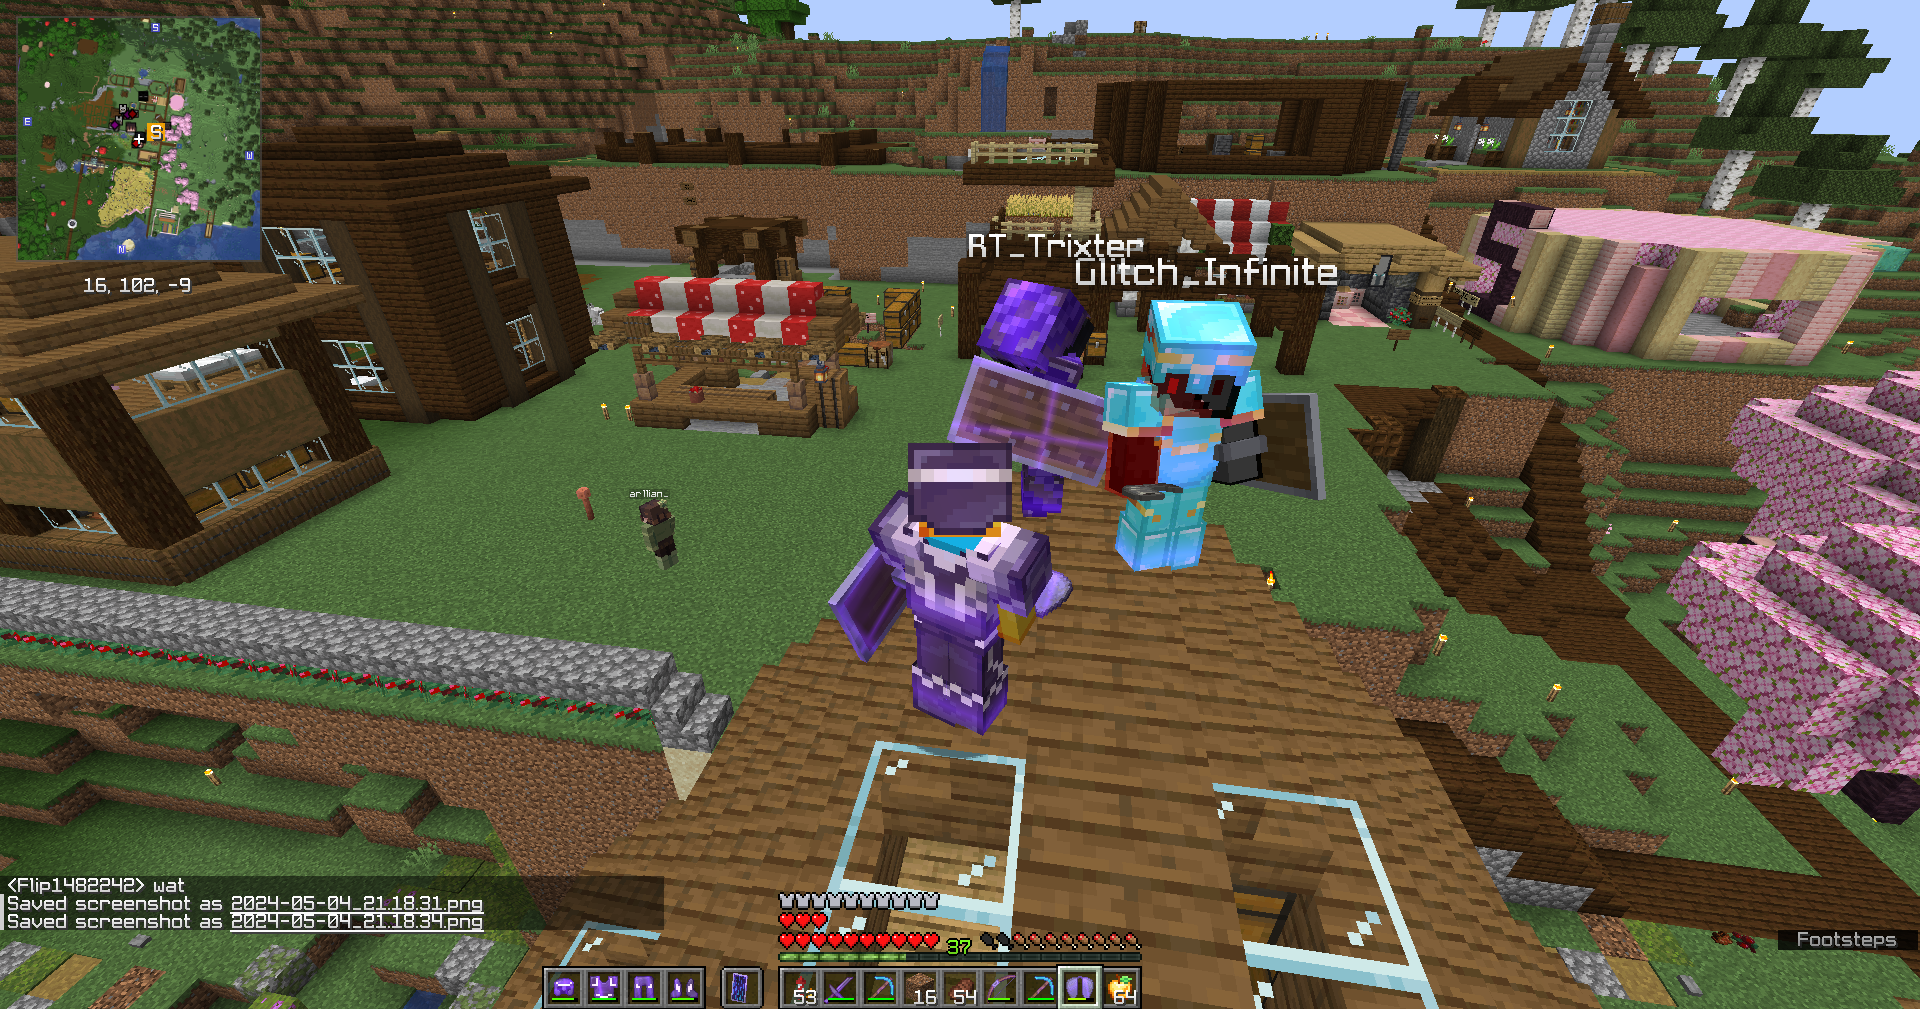 S
E
S
W
N
16, 102, -9
RT_Trixter
Glitch_Infinite
ar1lian_
<Flip1482242> wat
Saved screenshot as 2024-05-04_21.18.31.png
Saved screenshot as 2024-05-04_21.18.34.png
37
Footsteps
53
16
54
64